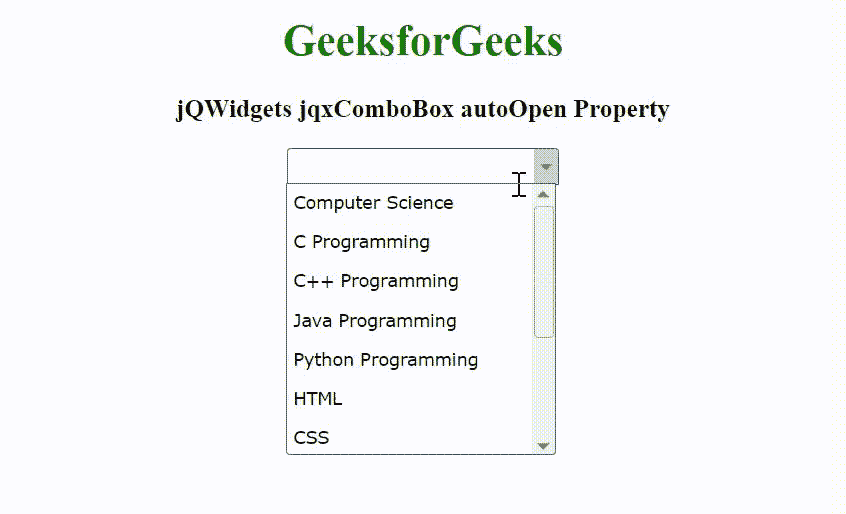 GeeksforGeeks
jQWidgets jqxComboBox autoOpen Property
Computer Science
C Programming
C++ Programming
Java Programming
Python Programming
HTML
CSS